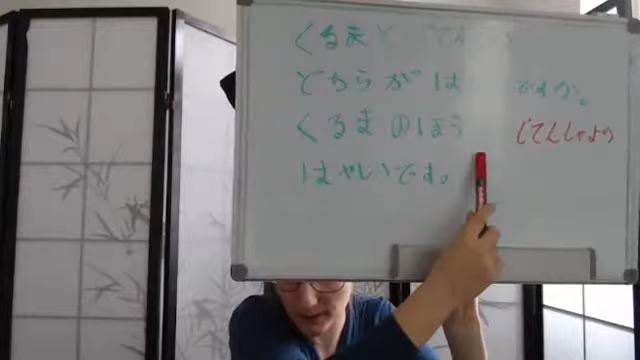 くるまと
どちらがは ですか。
くるまのほう じてんしゃよの
はやいです。